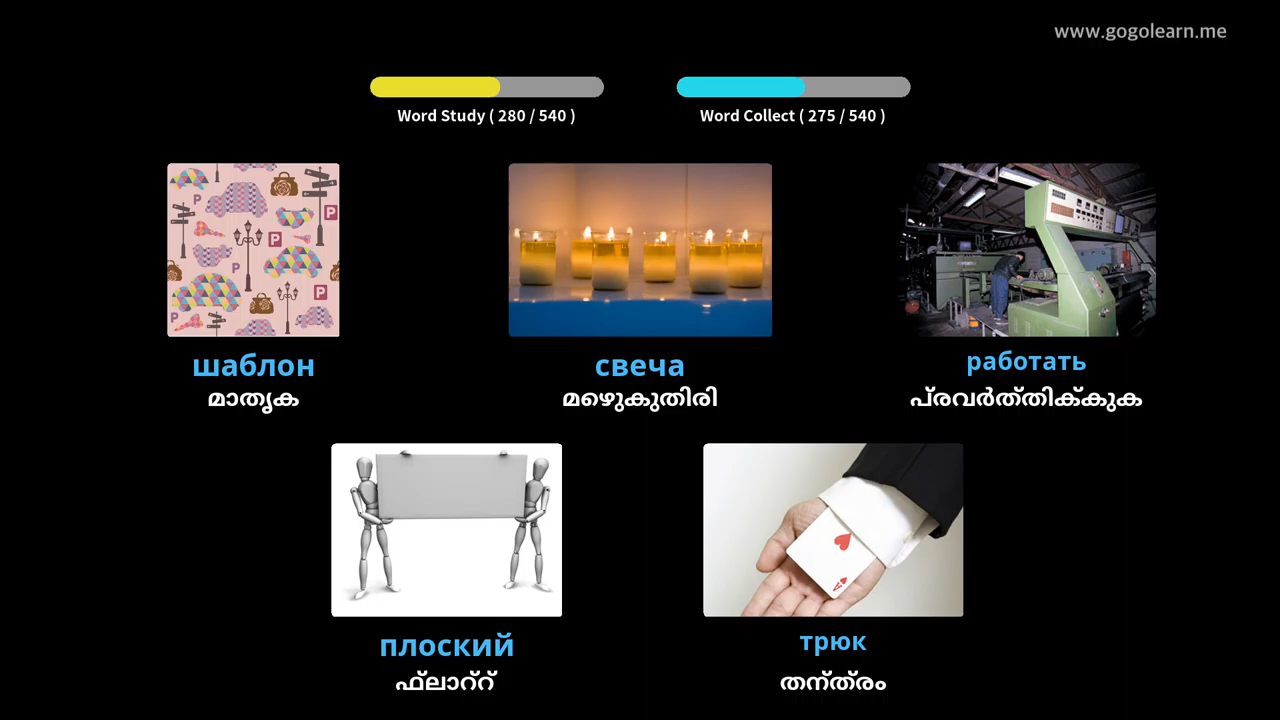 www.gogolearn.me
Word Study ( 280 / 540 )
Word Collect ( 275 / 540 )
P
P
P
P
P
P
шаблон
മാതൃക
свеча
മെഴുകുതിരി
работать
പ്രവർത്തിക്കുക
A
плоский
ഫ്ലാറ്റ്
трюк
തന്ത്രം